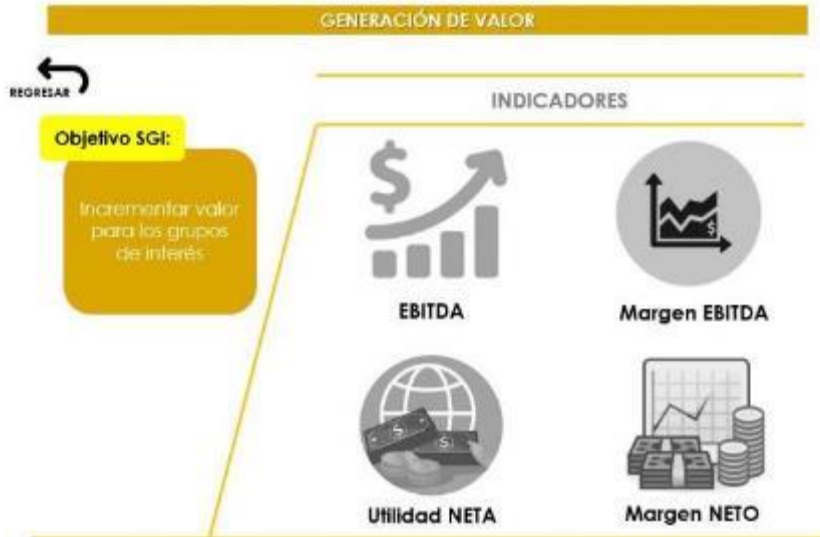 GENERACIÓN DE VALOR
REGRESAR
INDICADORES
Objetivo SGI:
Incrementar valor
para los grupos
de interés
$
EBITDA
$
Margen EBITDA
$
$
Utilidad NETA
Margen NETO